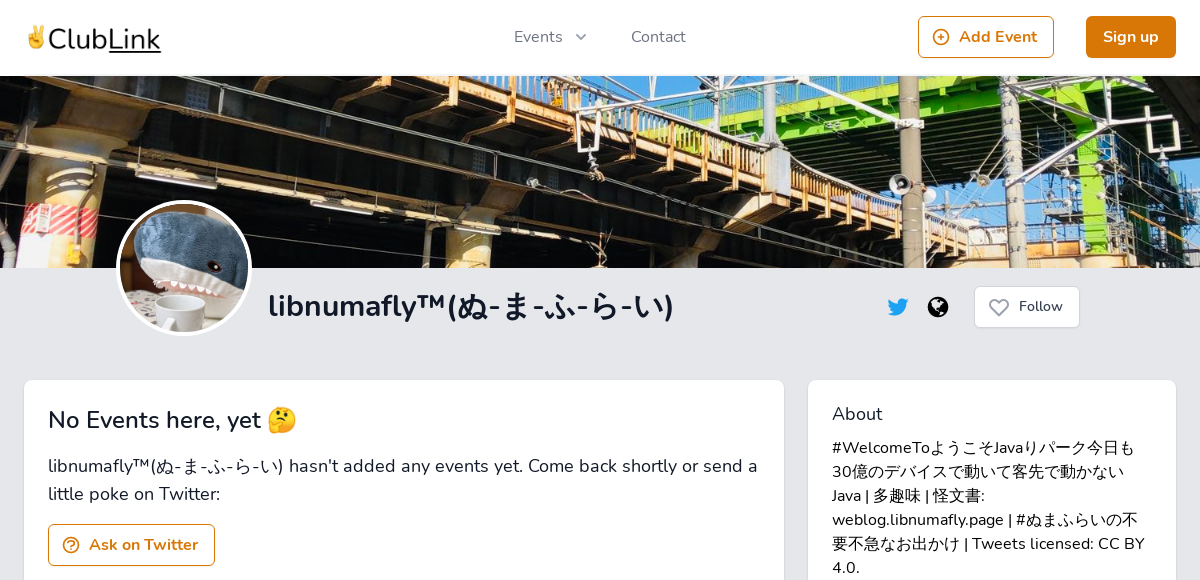 ✌️ClubLink
Events
Contact
Add Event
Sign up
libnumafly™(ぬ-ま-ふ-ら-い)
Follow
No Events here, yet 🤔
libnumafly™(ぬ-ま-ふ-ら-い) hasn't added any events yet. Come back shortly or send a
little poke on Twitter:
Ask on Twitter
About
#WelcomeToようこそJavaりパーク今日も
30億のデバイスで動いて客先で動かない
Java | 多趣味 | 怪文書:
weblog.libnumafly.page | #ぬまふらいの不
要不急なお出かけ | Tweets licensed: CC BY
4.0.